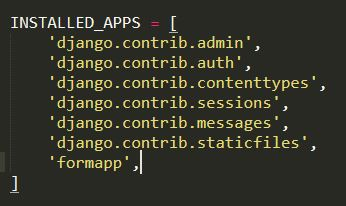 INSTALLED_APPS = [
    'django.contrib.admin',
    'django.contrib.auth',
    'django.contrib.contenttypes',
    'django.contrib.sessions',
    'django.contrib.messages',
    'django.contrib.staticfiles',
    'formapp',
]